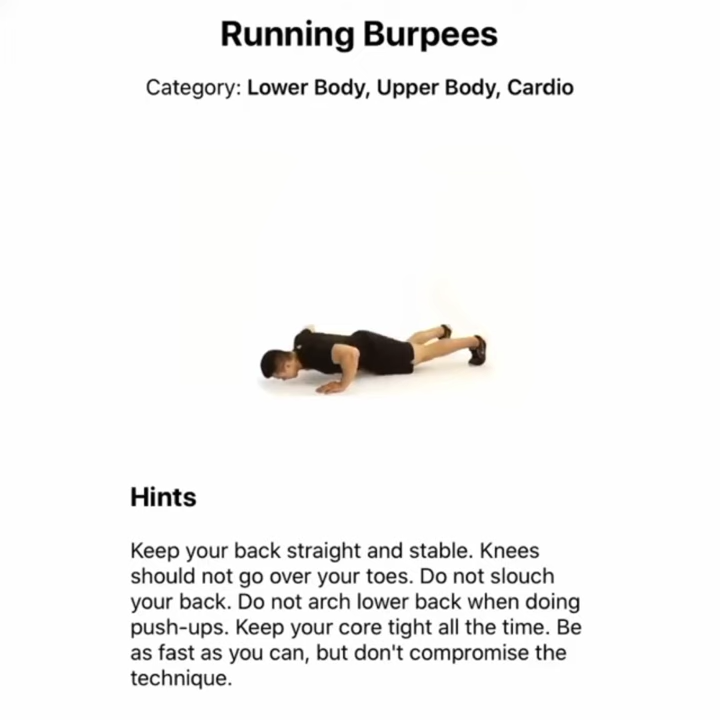 Running Burpees
Category: Lower Body, Upper Body, Cardio
Hints
Keep your back straight and stable. Knees
should not go over your toes. Do not slouch
your back. Do not arch lower back when doing
push-ups. Keep your core tight all the time. Be
as fast as you can, but don't compromise the
technique.